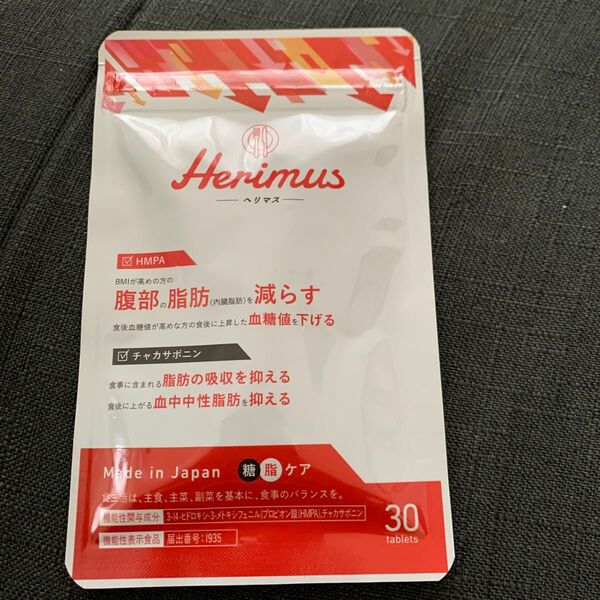 Herimus
ヘリマス
HMPA
BMIが高めの方の
腹部の脂肪(内臓脂肪)を減らす
食後血糖値が高めな方の食後に上昇した血糖値を下げる
チャカサポニン
食事に含まれる脂肪の吸収を抑える
食後に上がる血中中性脂肪を抑える
Made in Japan 糖脂ケア
食生活は、主食、主菜、副菜を基本に、食事のバランスを。
機能性関与成分 3-(4-ヒドロキシ-3-メトキシフェニル)プロピオン酸(HMPA),チャカサポニン
機能性表示食品 届出番号:I935
30
tablets